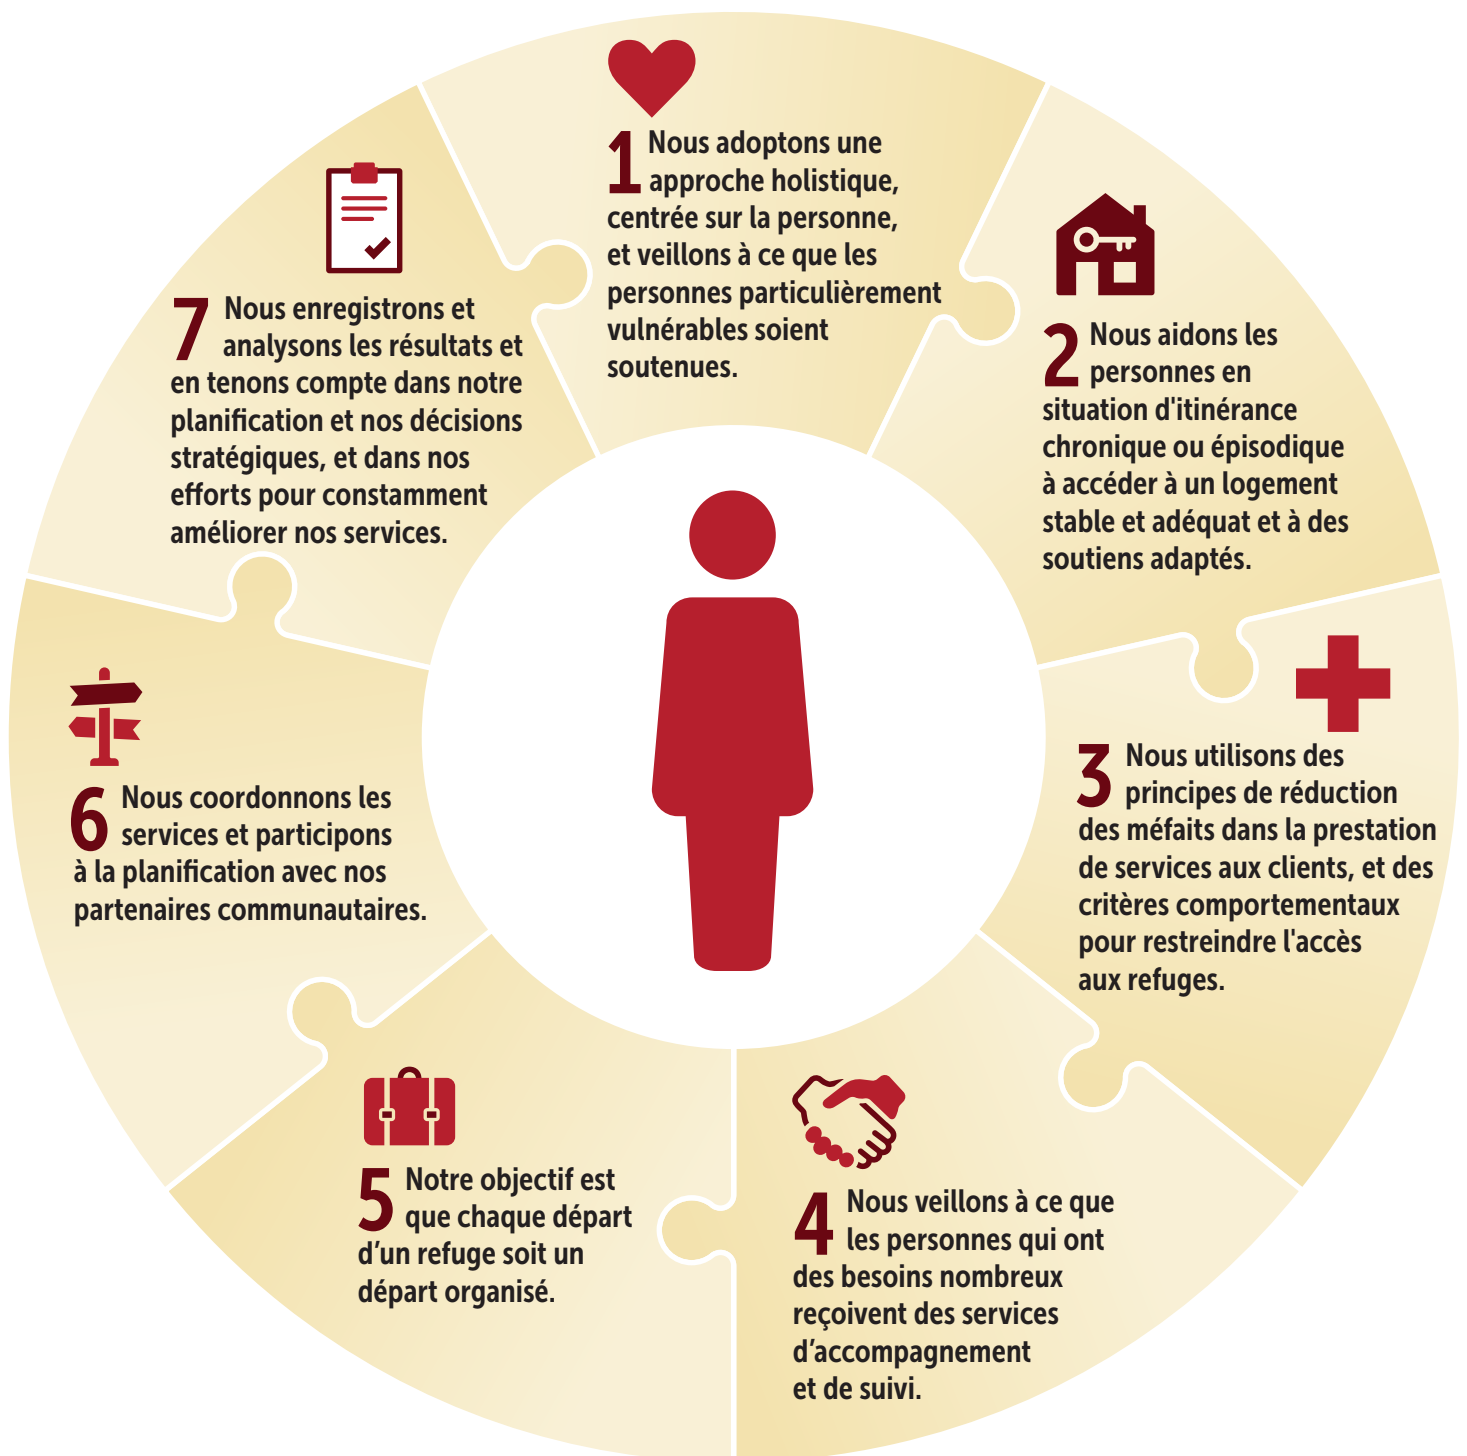 1 Nous adoptons une
approche holistique,
centrée sur la personne,
et veillons à ce que les
personnes particulièrement
vulnérables soient
soutenues.
2 Nous aidons les
personnes en
situation d'itinérance
chronique ou épisodique
à accéder à un logement
stable et adéquat et à des
soutiens adaptés.
3 Nous utilisons des
principes de réduction
des méfaits dans la prestation
de services aux clients, et des
critères comportementaux
pour restreindre l'accès
aux refuges.
4 Nous veillons à ce que
les personnes qui ont
des besoins nombreux
reçoivent des services
d’accompagnement
et de suivi.
5 Notre objectif est
que chaque départ
d’un refuge soit un
départ organisé.
6 Nous coordonnons les
services et participons
à la planification avec nos
partenaires communautaires.
7 Nous enregistrons et
analysons les résultats et
en tenons compte dans notre
planification et nos décisions
stratégiques, et dans nos
efforts pour constamment
améliorer nos services.